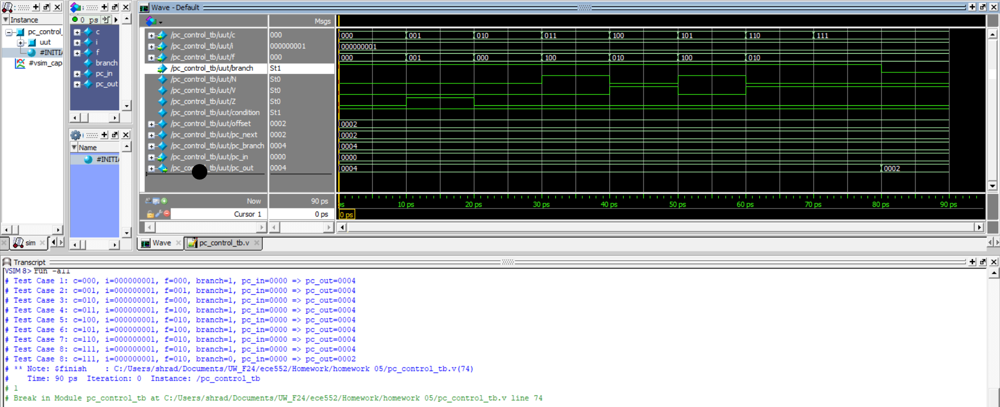 Wave - Default
0 ps
Instance
pc_control_
uut
#INITIA
#vsim_cap
c
i
f
branch
pc_in
pc_out
Name
#INITIA
sim
Msgs
/pc_control_tb/uut/c 000 000 001 010 011 100 101 110 111
/pc_control_tb/uut/i 000000001 000000001
/pc_control_tb/uut/f 000 000 001 000 100 010 100 010
/pc_control_tb/uut/branch St1
/pc_control_tb/uut/N St0
/pc_control_tb/uut/V St0
/pc_control_tb/uut/Z St0
/pc_control_tb/uut/condition St1
/pc_control_tb/uut/offset 0002 0002
/pc_control_tb/uut/pc_next 0002 0002
/pc_control_tb/uut/pc_branch 0004 0004
/pc_control_tb/uut/pc_in 0000 0000
tb/uut/pc_out 0004 0004 0002
Now 90 ps ps 10 ps 20 ps 30 ps 40 ps 50 ps 60 ps 70 ps 80 ps 90 ps
Cursor 1 0 ps 0 ps
Wave pc_control_tb.v
Transcript
VSIM 8> run -all
# Test Case 1: c=000, i=000000001, f=000, branch=1, pc_in=0000 => pc_out=0004
# Test Case 2: c=001, i=000000001, f=001, branch=1, pc_in=0000 => pc_out=0004
# Test Case 3: c=010, i=000000001, f=000, branch=1, pc_in=0000 => pc_out=0004
# Test Case 4: c=011, i=000000001, f=100, branch=1, pc_in=0000 => pc_out=0004
# Test Case 5: c=100, i=000000001, f=010, branch=1, pc_in=0000 => pc_out=0004
# Test Case 6: c=101, i=000000001, f=100, branch=1, pc_in=0000 => pc_out=0004
# Test Case 7: c=110, i=000000001, f=010, branch=1, pc_in=0000 => pc_out=0004
# Test Case 8: c=111, i=000000001, f=010, branch=1, pc_in=0000 => pc_out=0004
# Test Case 8: c=111, i=000000001, f=010, branch=0, pc_in=0000 => pc_out=0002
# ** Note: $finish : C:/Users/shrad/Documents/UW_F24/ece552/Homework/homework 05/pc_control_tb.v(74)
# Time: 90 ps Iteration: 0 Instance: /pc_control_tb
# 1
# Break in Module pc_control_tb at C:/Users/shrad/Documents/UW_F24/ece552/Homework/homework 05/pc_control_tb.v line 74